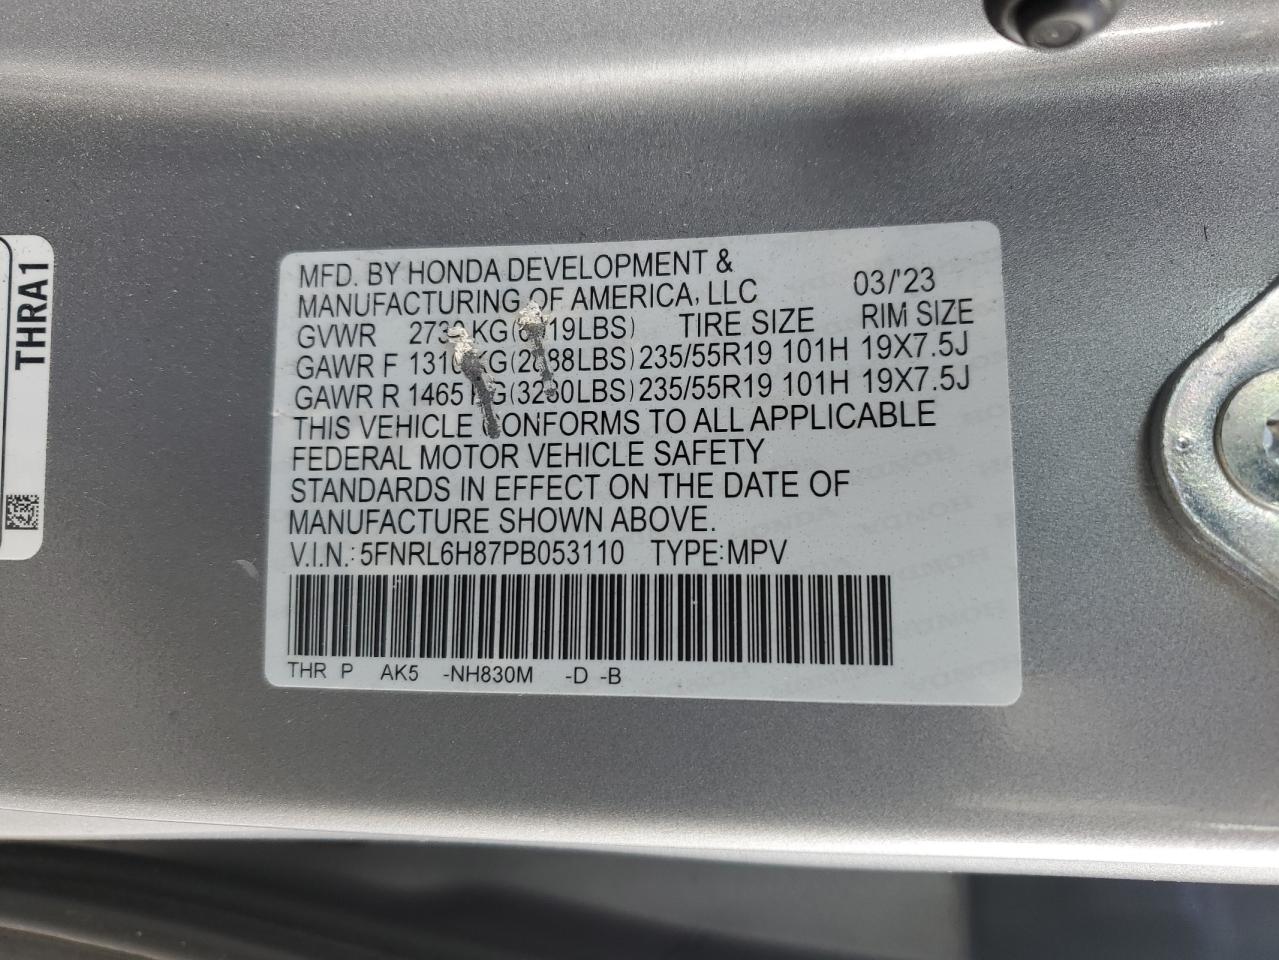 MFD. BY HONDA DEVELOPMENT &
MANUFACTURING OF AMERICA, LLC 03/'23
GVWR TIRE SIZE RIM SIZE
GAWR F 235/55R19 101H 19X7.5J
GAWR R 1465 235/55R19 101H 19X7.5J
THIS VEHICLE CONFORMS TO ALL APPLICABLE
FEDERAL MOTOR VEHICLE SAFETY
STANDARDS IN EFFECT ON THE DATE OF
MANUFACTURE SHOWN ABOVE.
V.I.N.: 5FNRL6H87PB053110 TYPE:MPV
THR P AK5 -NH830M -D -B
THRA1